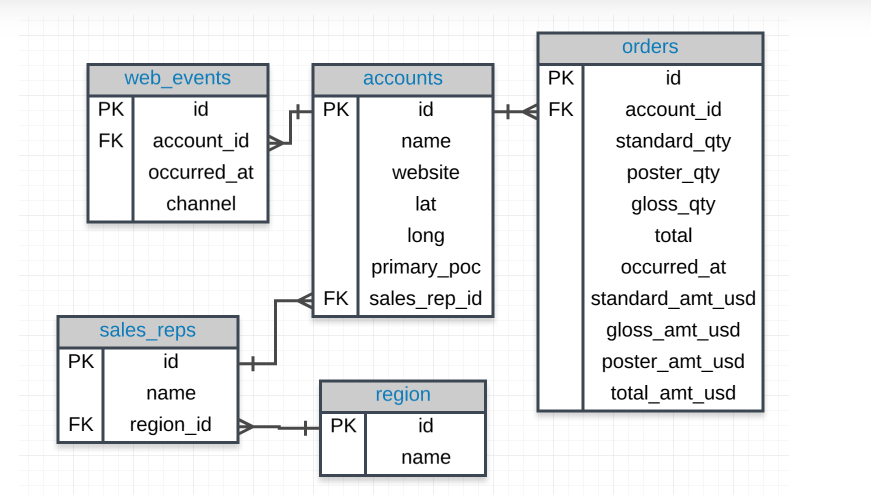 web_events
PK id
FK account_id
occurred_at
channel
accounts
PK id
name
website
lat
long
primary_poc
FK sales_rep_id
orders
PK id
FK account_id
standard_qty
poster_qty
gloss_qty
total
occurred_at
standard_amt_usd
gloss_amt_usd
poster_amt_usd
total_amt_usd
sales_reps
PK id
name
FK region_id
region
PK id
name